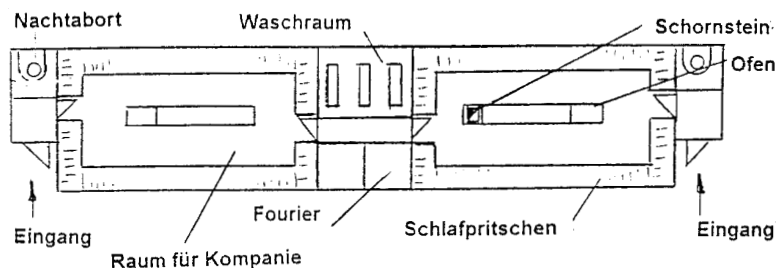 Nachtabort
Waschraum
Schornstein
Ofen
Eingang
Raum für Kompanie
Fourier
Schlafpritschen
Eingang